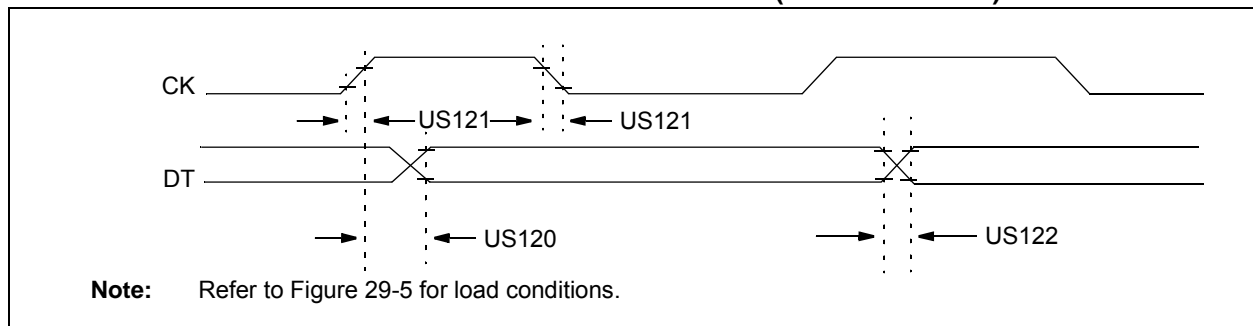 CK
US121
US121
DT
US120
US122
Note: Refer to Figure 29-5 for load conditions.